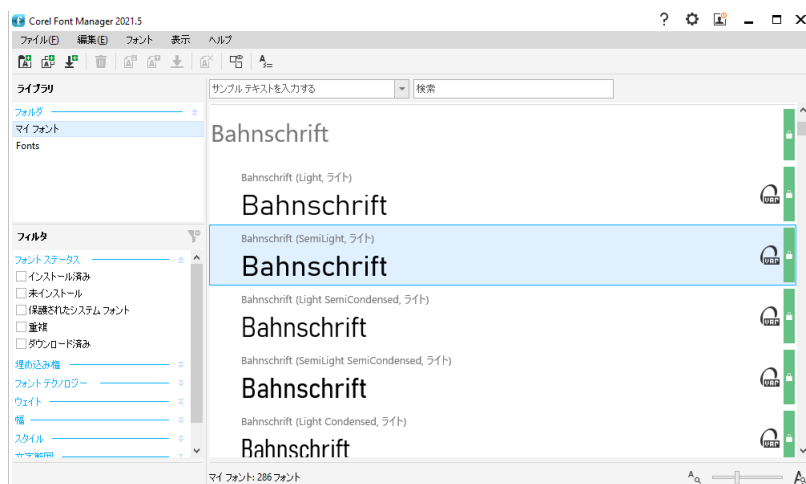 Corel Font Manager 2021.5
ファイル(F) 編集(E) フォント 表示 ヘルプ
ライブラリ
サンプル テキストを入力する
検索
フォルダ
マイ フォント
Fonts
フィルタ
フォント ステータス
インストール済み
未インストール
保護されたシステム フォント
重複
ダウンロード済み
埋め込み権
フォント テクノロジー
ウェイト
幅
スタイル
文字範囲
Bahnschrift
Bahnschrift (Light, ライト)
Bahnschrift
VAR
Bahnschrift (SemiLight, ライト)
Bahnschrift
VAR
Bahnschrift (Light SemiCondensed, ライト)
Bahnschrift
VAR
Bahnschrift (SemiLight SemiCondensed, ライト)
Bahnschrift
VAR
Bahnschrift (Light Condensed, ライト)
Bahnschrift
VAR
マイ フォント: 286 フォント